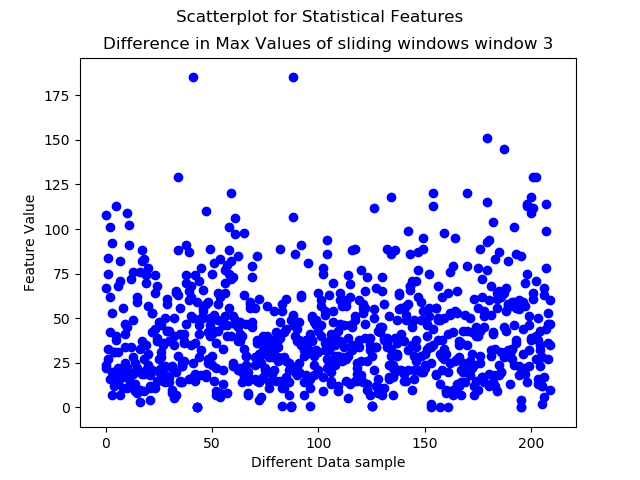 Scatterplot for Statistical Features
Difference in Max Values of sliding windows window 3
Feature Value
175
150
125
100
75
50
25
0
0 50 100 150 200
Different Data sample